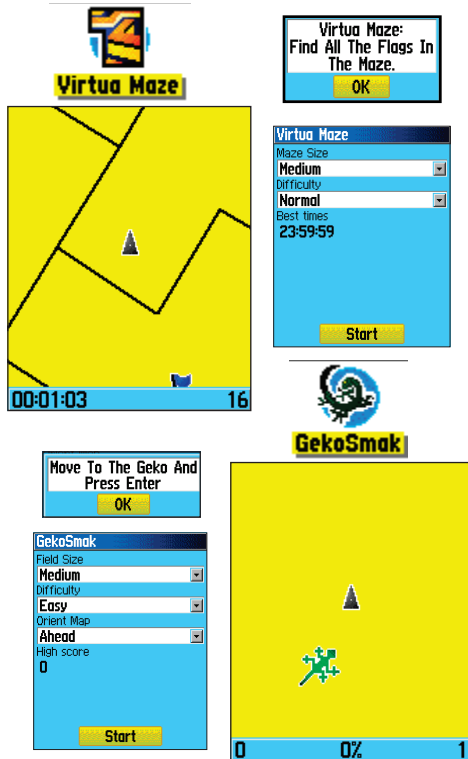 Virtua Maze
Virtua Maze:
Find All The Flags In
The Maze.
OK
00:01:03 16
Virtua Maze
Maze Size
Medium
Difficulty
Normal
Best times
23:59:59
Start
GekoSmak
Move To The Geko And
Press Enter
OK
GekoSmak
Field Size
Medium
Difficulty
Easy
Orient Map
Ahead
High score
0
Start
0 0% 1